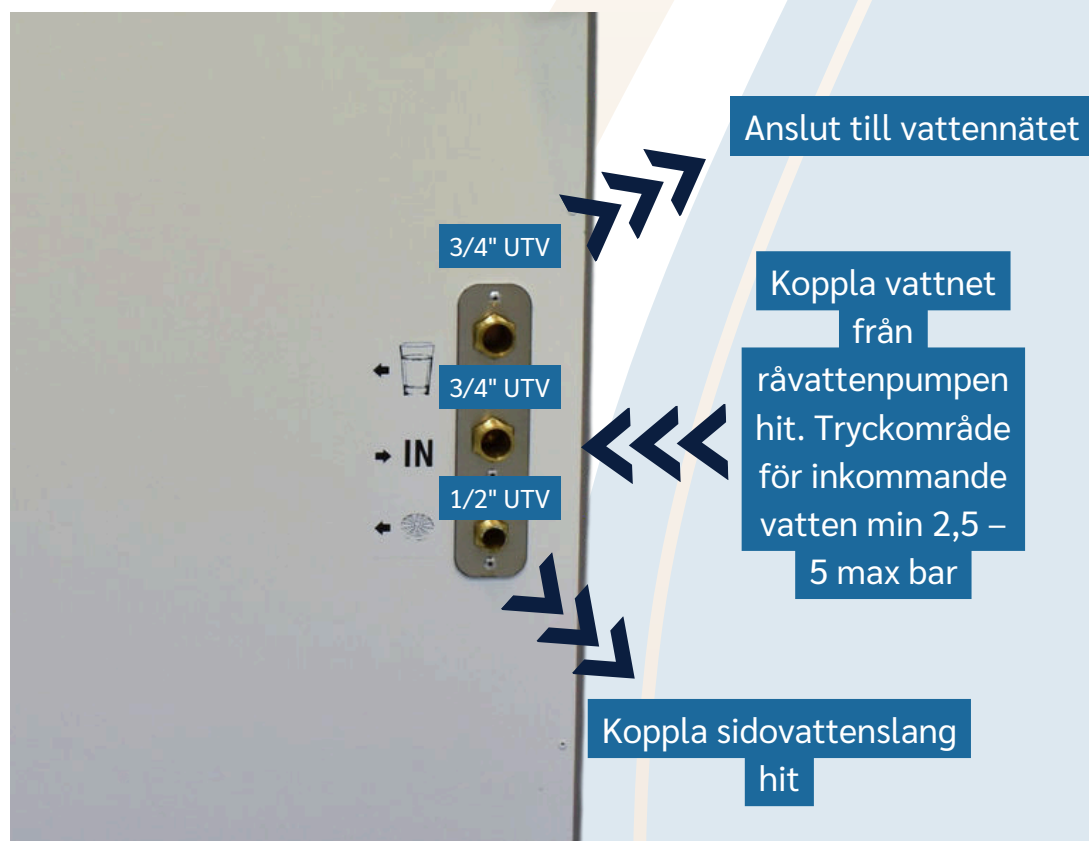 Anslut till vattennätet
3/4" UTV
Koppla vattnet
från
råvattenpumpen
hit. Tryckområde
för inkommande
vatten min 2,5 –
5 max bar
3/4" UTV
IN
1/2" UTV
Koppla sidovattenslang
hit